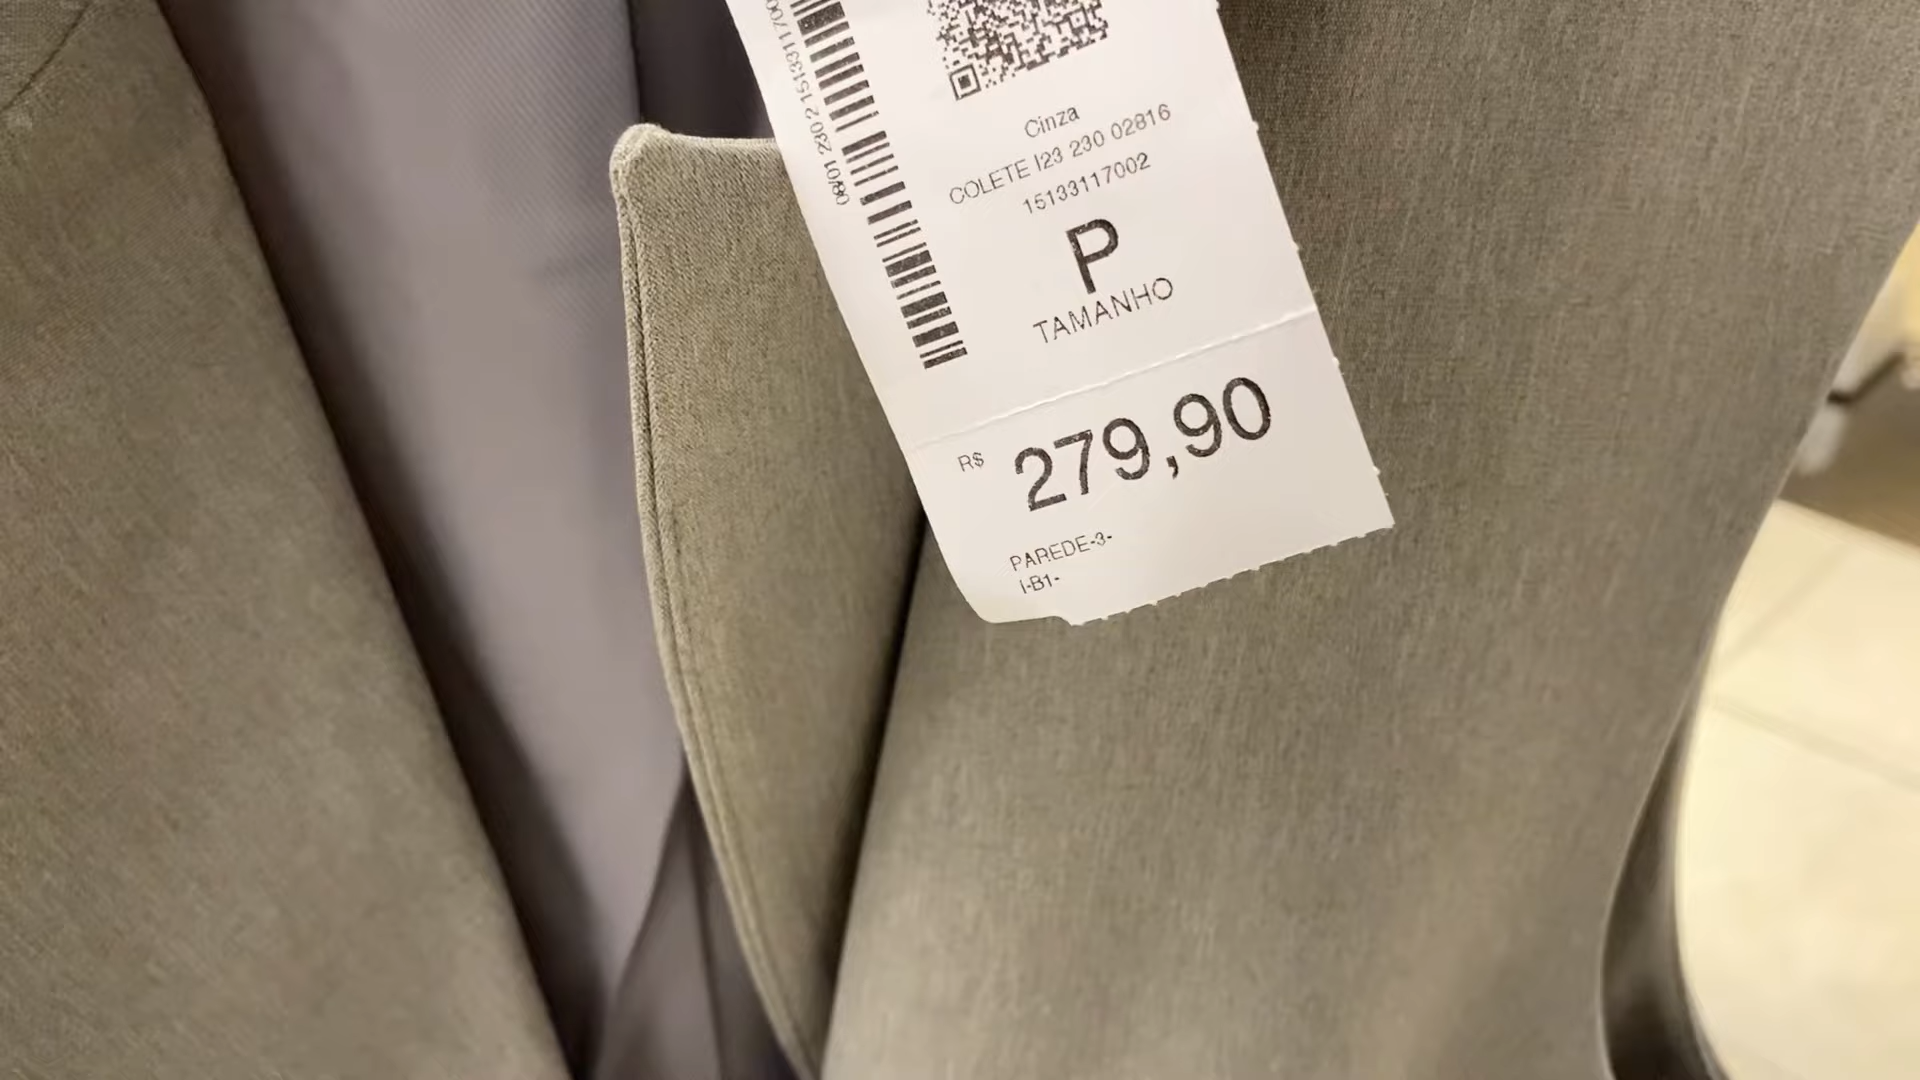 Cinza
COLETE I23 230 02816
15133117002
P
TAMANHO
R$ 279,90
PAREDE-3-
I-B1-